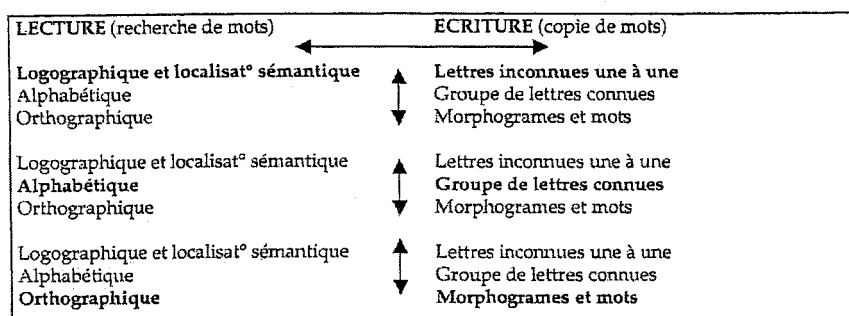 LECTURE (recherche de mots) ECRITURE (copie de mots)
Logographique et localisat° sémantique Lettres inconnues une à une
Alphabétique Groupe de lettres connues
Orthographique Morphogrames et mots
Logographique et localisat° sémantique Lettres inconnues une à une
Alphabétique Groupe de lettres connues
Orthographique Morphogrames et mots
Logographique et localisat° sémantique Lettres inconnues une à une
Alphabétique Groupe de lettres connues
Orthographique Morphogrames et mots